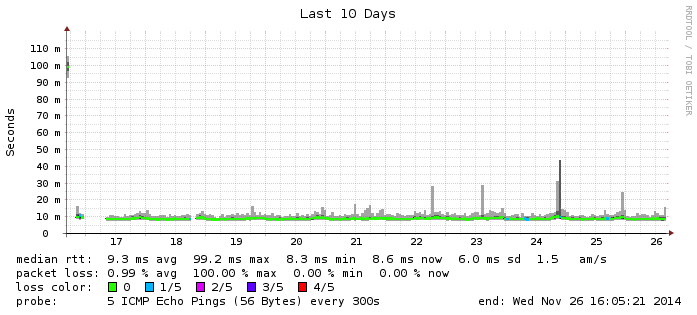 Last 10 Days
RRDTOOL / TOBI OETIKER
Seconds
110 m
100 m
90 m
80 m
70 m
60 m
50 m
40 m
30 m
20 m
10 m
0
17 18 19 20 21 22 23 24 25 26
median rtt: 9.3 ms avg 99.2 ms max 8.3 ms min 8.6 ms now 6.0 ms sd 1.5 am/s
packet loss: 0.99 % avg 100.00 % max 0.00 % min 0.00 % now
loss color: 0 1/5 2/5 3/5 4/5
probe: 5 ICMP Echo Pings (56 Bytes) every 300s end: Wed Nov 26 16:05:21 2014